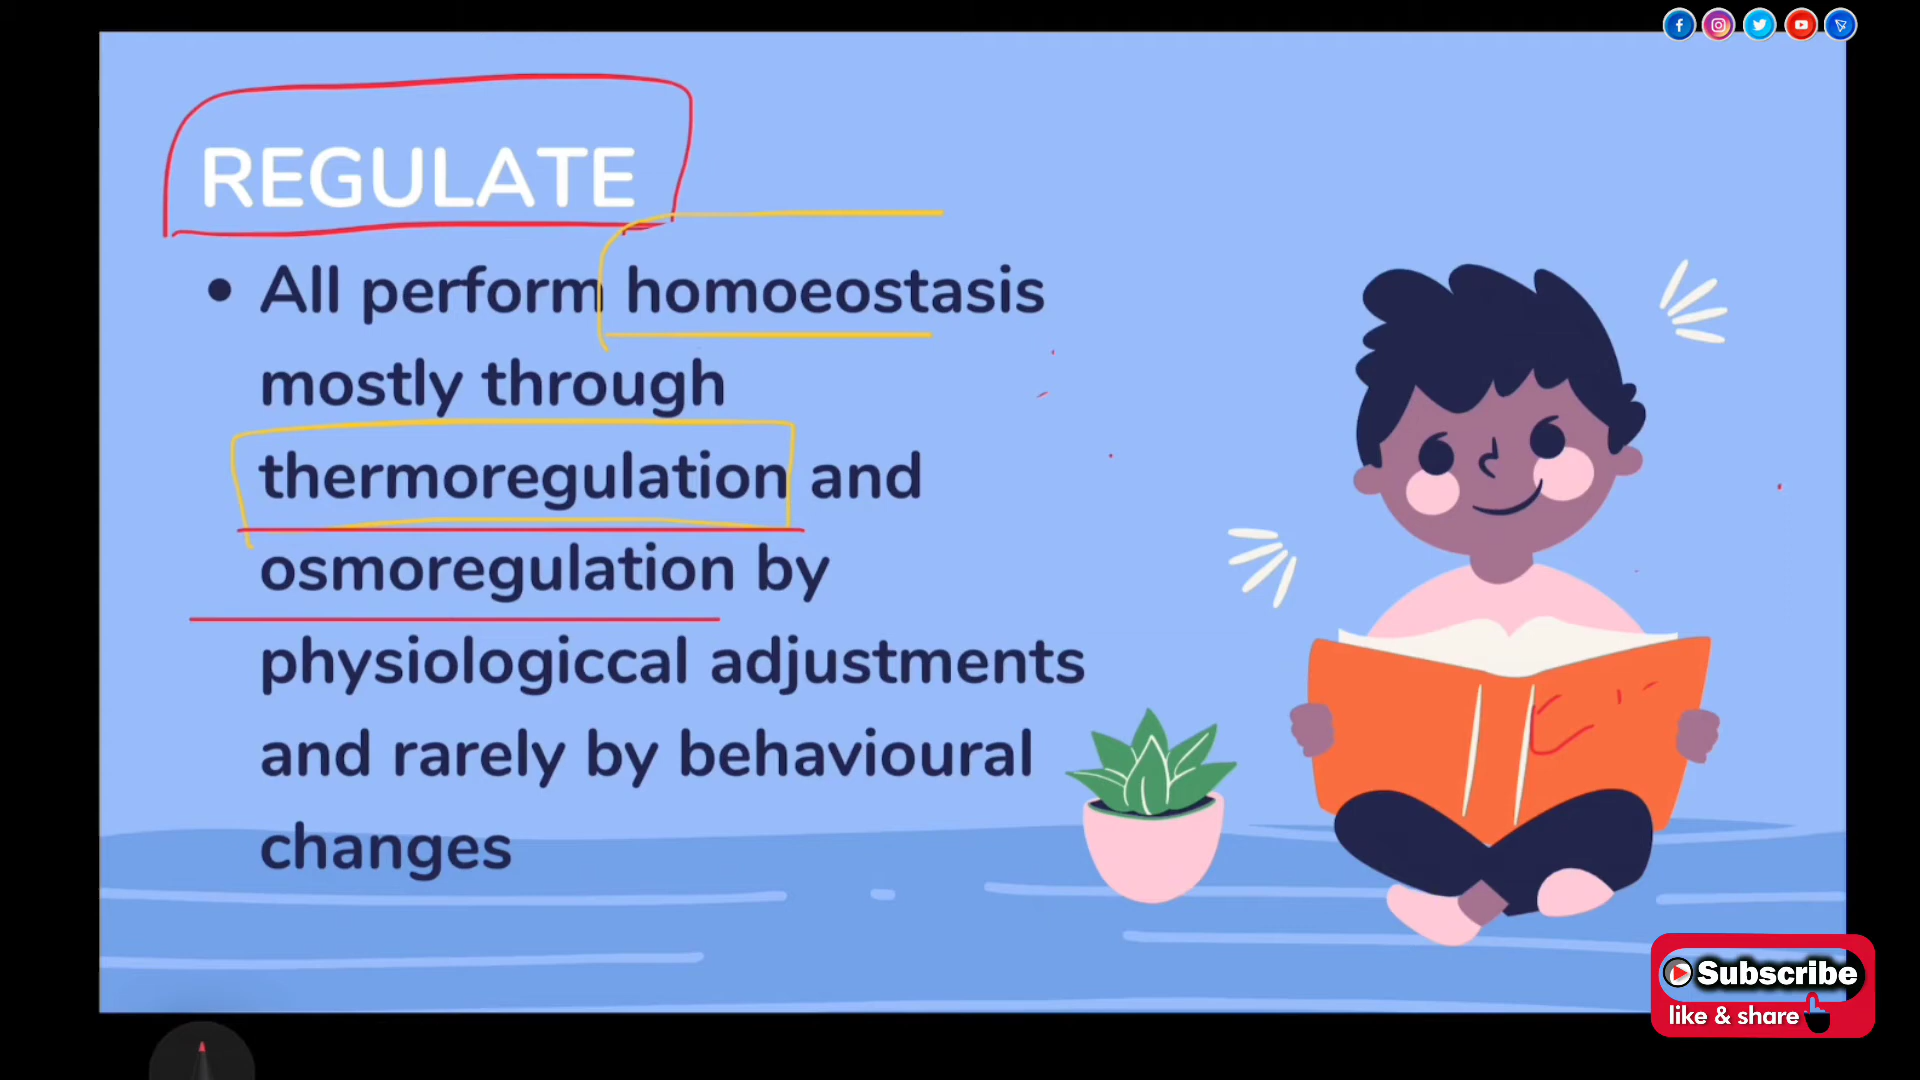 REGULATE
• All perform homoeostasis
mostly through
thermoregulation and
osmoregulation by
physiologiccal adjustments
and rarely by behavioural
changes
Subscribe
like & share